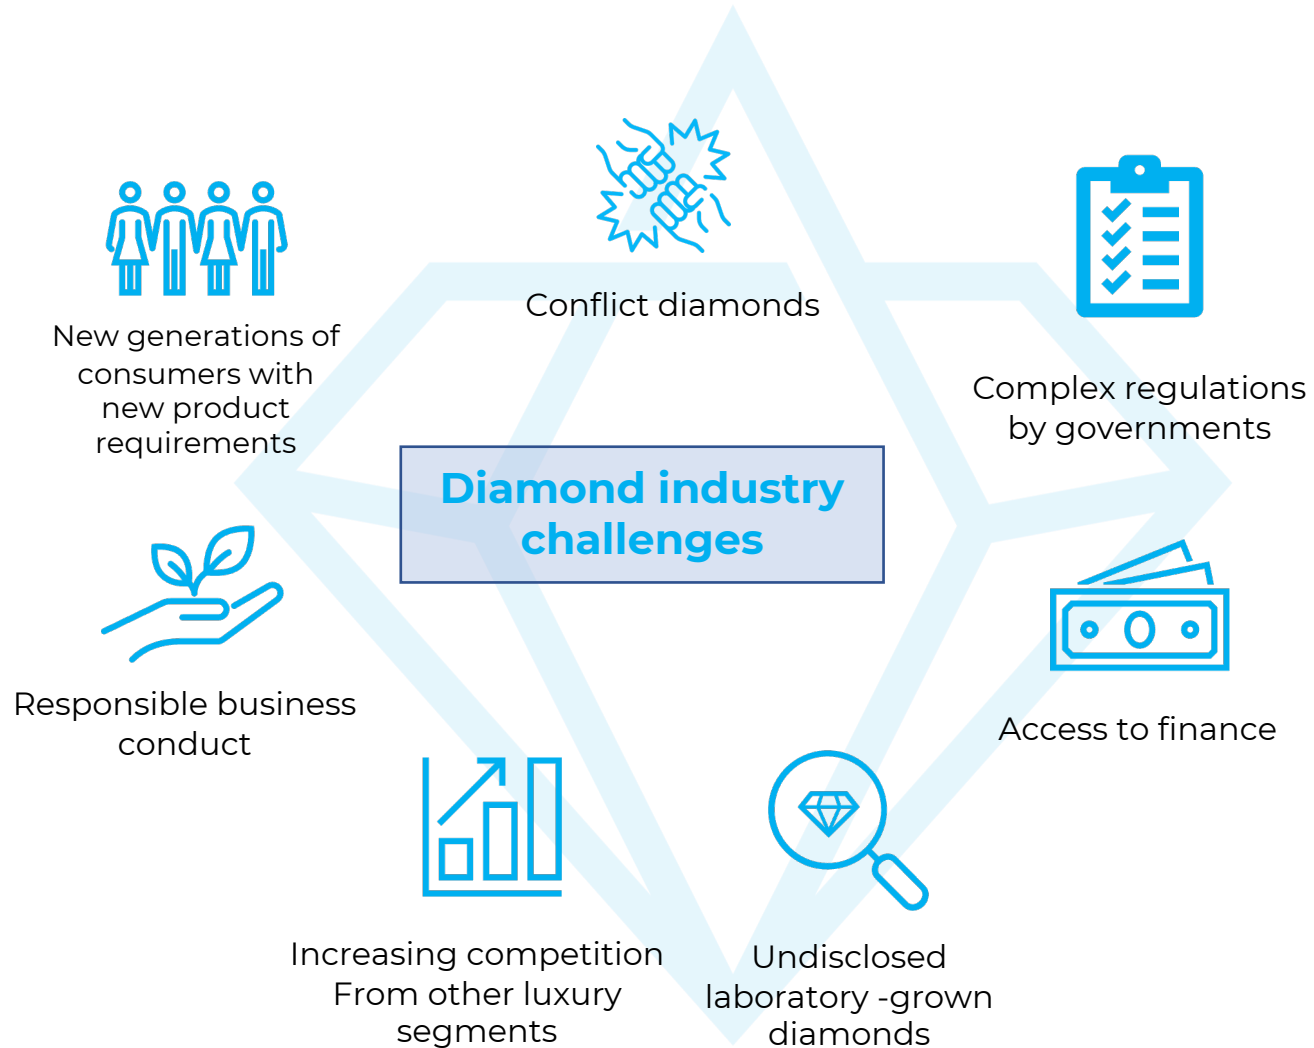 Conflict diamonds
New generations of
consumers with
new product
requirements
Complex regulations
by governments
Diamond industry
challenges
Responsible business
conduct
Access to finance
Increasing competition
From other luxury
segments
Undisclosed
laboratory -grown
diamonds